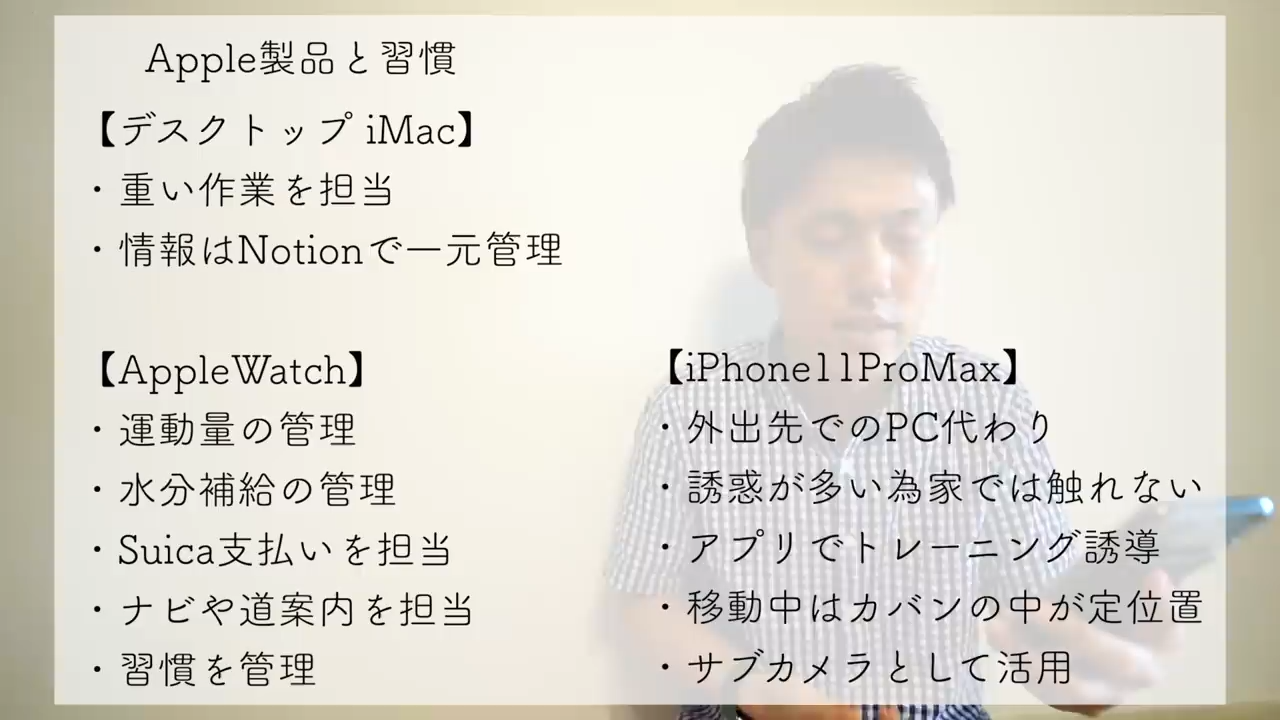 Apple製品と習慣
【デスクトップ iMac】
・重い作業を担当
・情報はNotionで一元管理
【AppleWatch】
・運動量の管理
・水分補給の管理
・Suica支払いを担当
・ナビや道案内を担当
・習慣を管理
【iPhone11ProMax】
・外出先でのPC代わり
・誘惑が多い為家では触れない
・アプリでトレーニング誘導
・移動中はカバンの中が定位置
・サブカメラとして活用